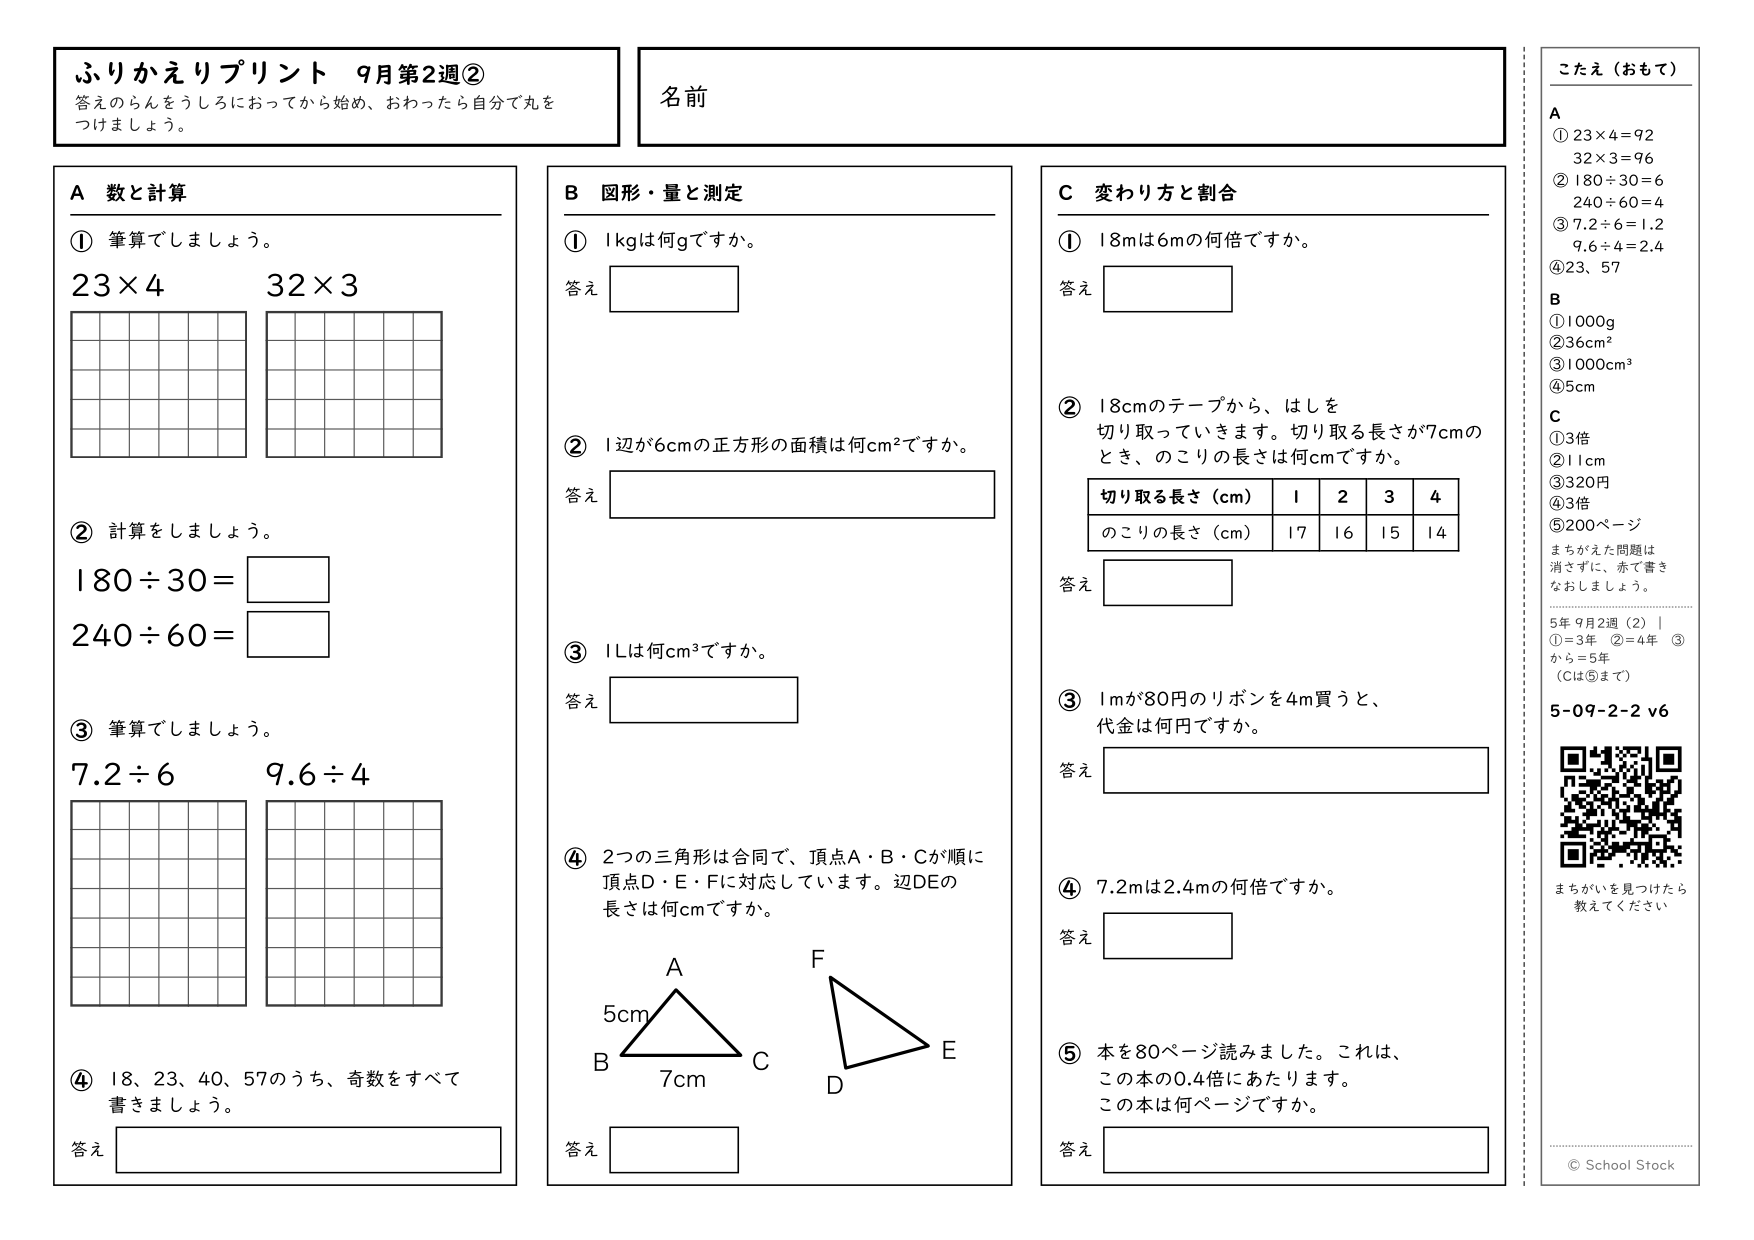 ふりかえりプリント　9月第2週②
答えのらんをうしろにおってから始め、おわったら自分で丸を
つけましょう。
名前
A　数と計算
① 筆算でしましょう。
23×4　32×3
② 計算をしましょう。
180÷30＝
240÷60＝
③ 筆算でしましょう。
7.2÷6　9.6÷4
④ 18、23、40、57のうち、奇数をすべて
書きましょう。
答え
B　図形・量と測定
① 1kgは何gですか。
答え
② 1辺が6cmの正方形の面積は何cm²ですか。
答え
③ 1Lは何cm³ですか。
答え
④ 2つの三角形は合同で、頂点A・B・Cが順に
頂点D・E・Fに対応しています。辺DEの
長さは何cmですか。
A
5cm
B
C
7cm
F
E
D
答え
C　変わり方と割合
① 18mは6mの何倍ですか。
答え
② 18cmのテープから、はしを
切り取っていきます。切り取る長さが7cmの
とき、のこりの長さは何cmですか。
切り取る長さ（cm） 1 2 3 4
のこりの長さ（cm） 17 16 15 14
答え
③ 1mが80円のリボンを4m買うと、
代金は何円ですか。
答え
④ 7.2mは2.4mの何倍ですか。
答え
⑤ 本を80ページ読みました。これは、
この本の0.4倍にあたります。
この本は何ページですか。
答え
こたえ（おもて）
A
① 23×4＝92
32×3＝96
② 180÷30＝6
240÷60＝4
③ 7.2÷6＝1.2
9.6÷4＝2.4
④23、57
B
①1000g
②36cm²
③1000cm³
④5cm
C
①3倍
②11cm
③320円
④3倍
⑤200ページ
まちがえた問題は
消さずに、赤で書き
なおしましょう。
5年 9月2週（2）｜
①＝3年　②＝4年　③
から＝5年
（Cは⑤まで）
5-09-2-2 v6
まちがいを見つけたら
教えてください
© School Stock